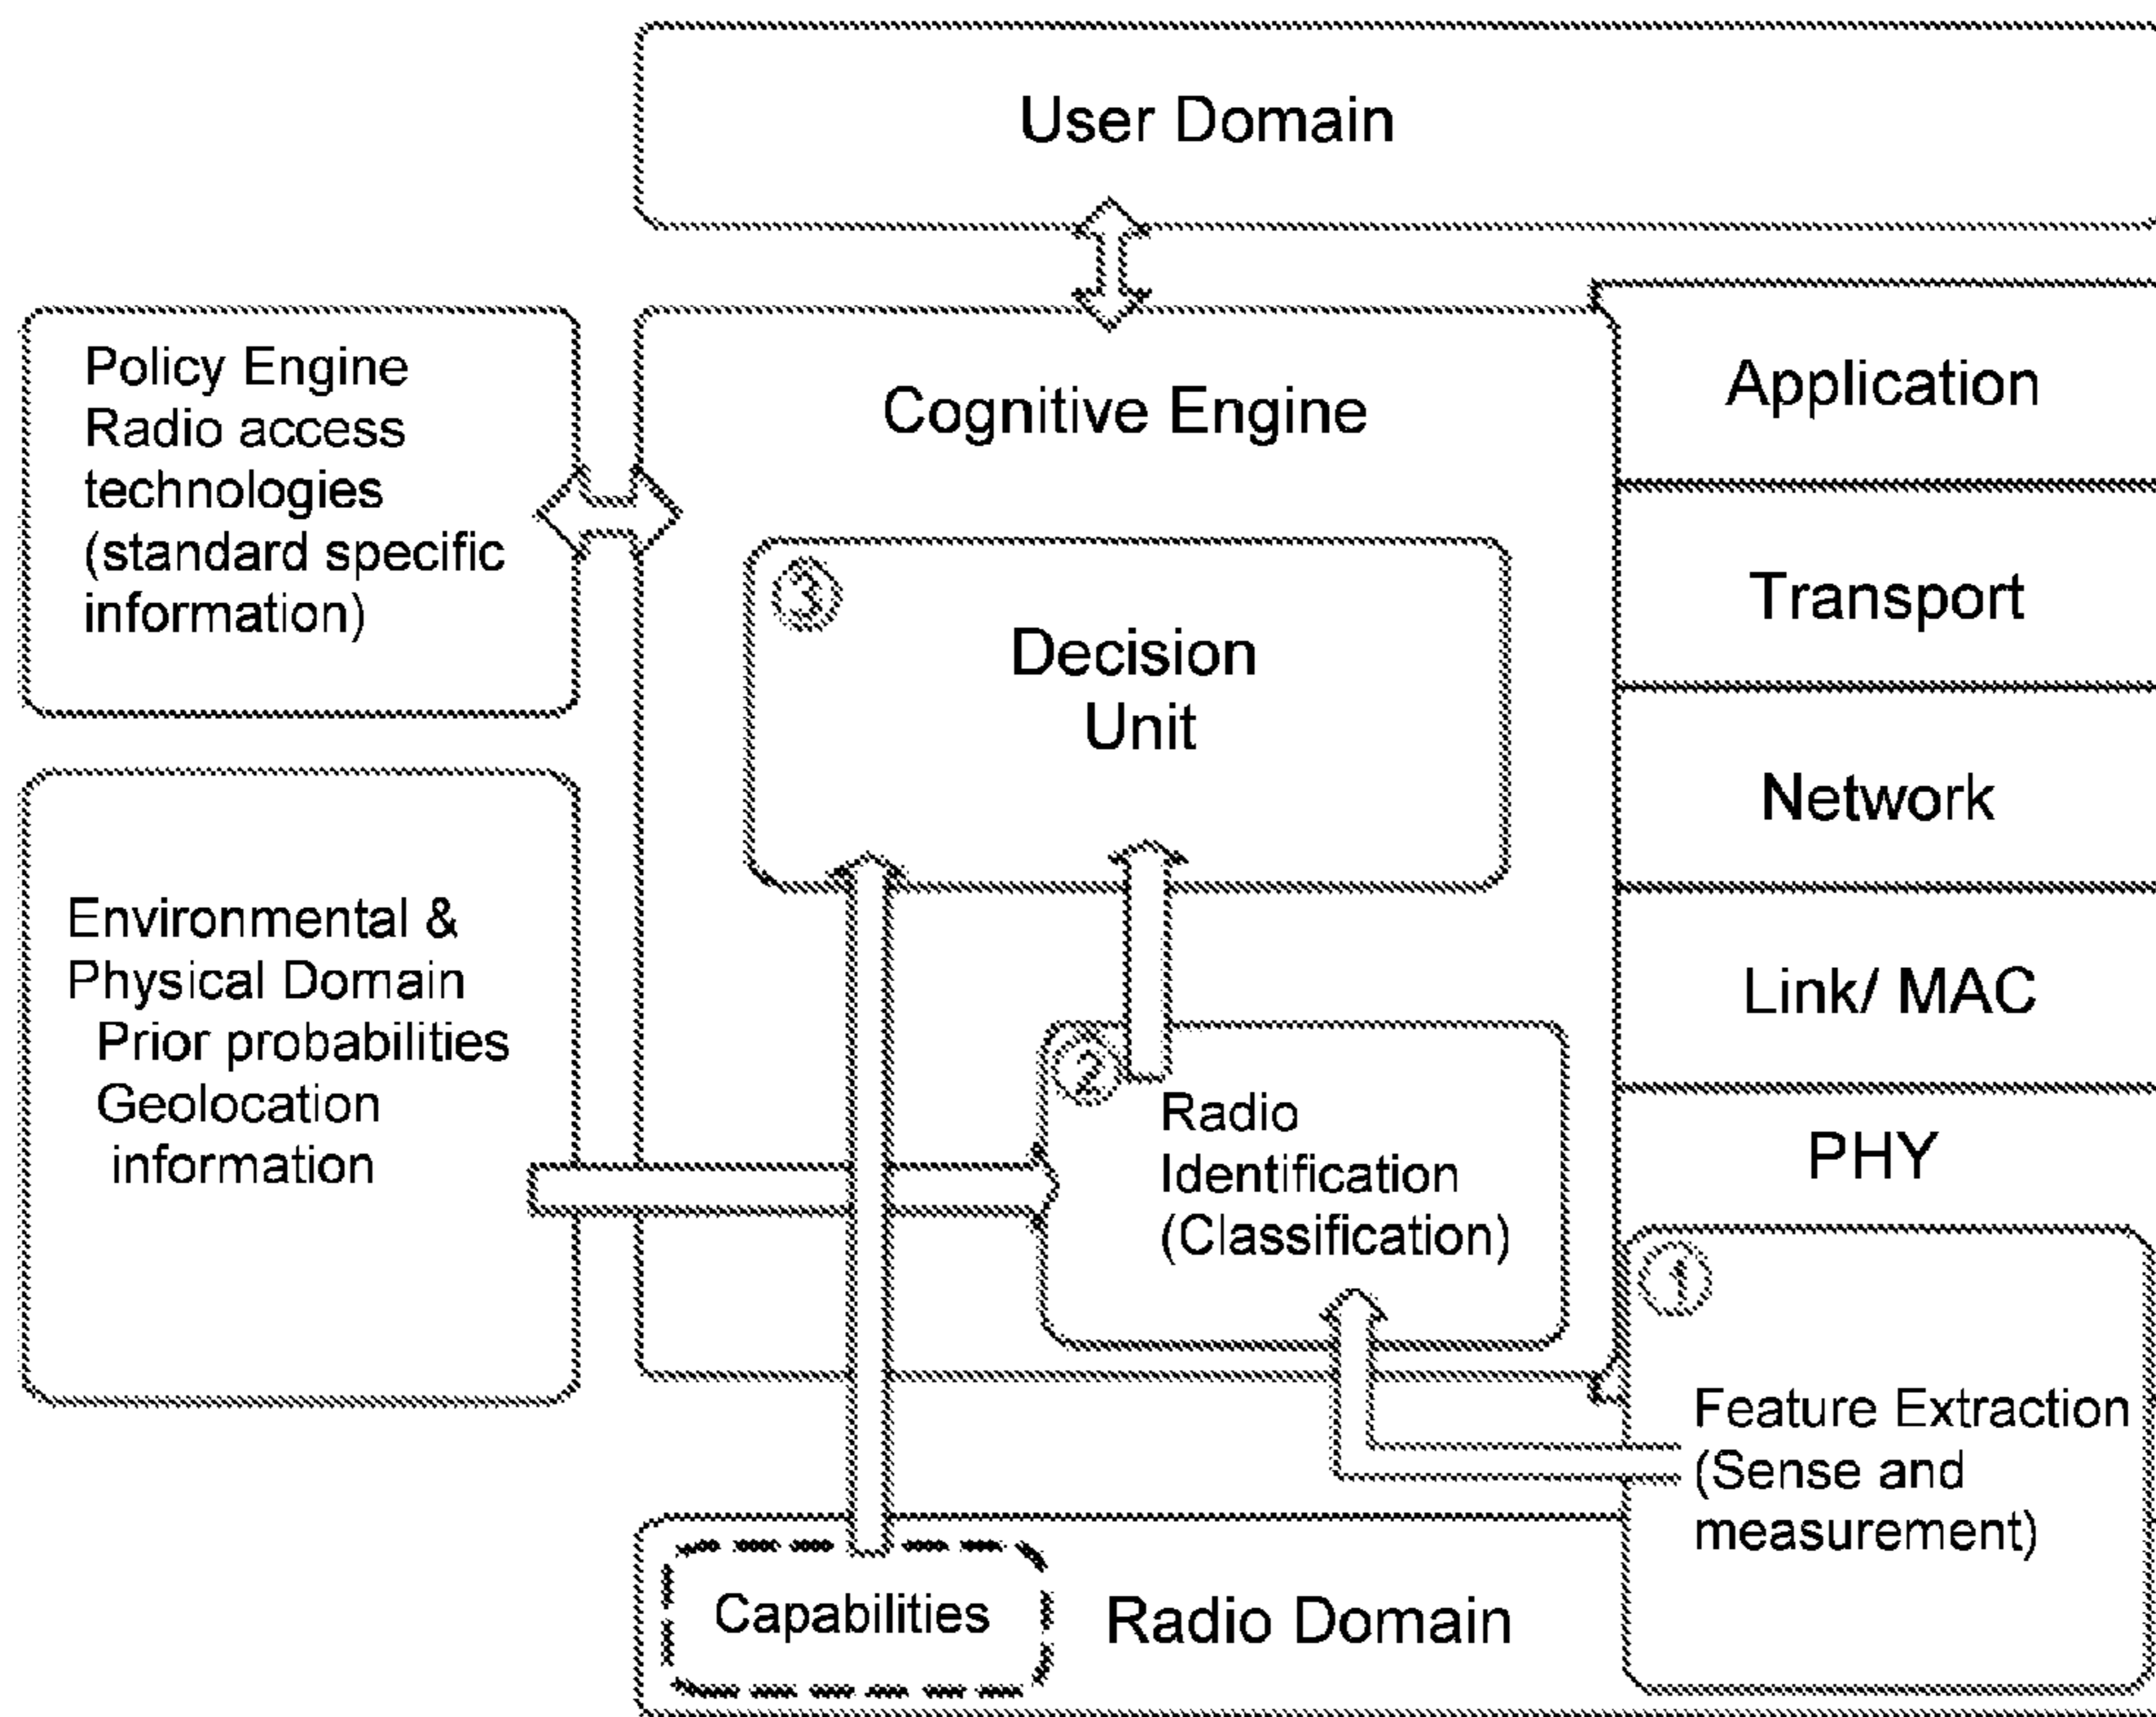 User Domain
Policy Engine
Radio access
technologies
(standard specific
information)
Cognitive Engine
3
Decision
Unit
Application
Transport
Network
Link/ MAC
PHY
Environmental &
Physical Domain
Prior probabilities
Geolocation
information
2
Radio
Identification
(Classification)
1
Feature Extraction
(Sense and
measurement)
Capabilities
Radio Domain